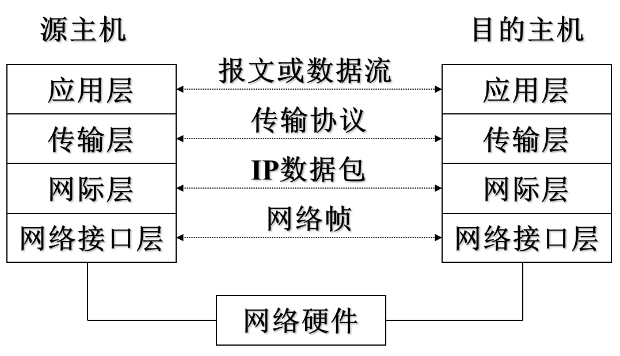 源主机 目的主机
应用层 报文或数据流 应用层
传输层 传输协议 传输层
网际层 IP数据包 网际层
网络接口层 网络帧 网络接口层
网络硬件